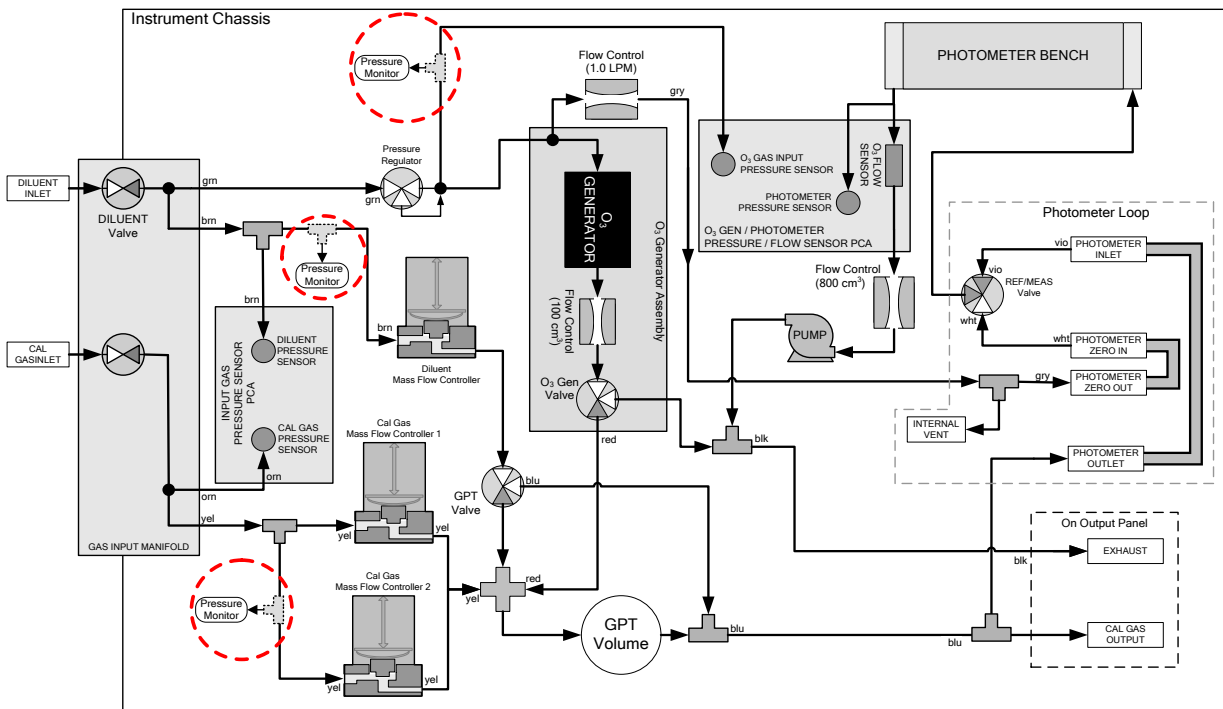 Instrument Chassis
Pressure
Monitor
Flow Control
(1.0 LPM)
gry
PHOTOMETER BENCH
Pressure
Regulator
grn
grn
DILUENT
INLET
DILUENT
Valve
brn
Pressure
Monitor
brn
brn
DILUENT
PRESSURE
SENSOR
INPUT GAS
PRESSURE SENSOR
PCA
CAL GAS
PRESSURE
SENSOR
orn
orn
CAL
GASINLET
yel
GAS INPUT MANIFOLD
Diluent
Mass Flow Controller
O3
GENERATOR
Flow Control
(100 cm3)
O3 Generator Assembly
O3 Gen
Valve
red
O3 GAS INPUT
PRESSURE SENSOR
PHOTOMETER
PRESSURE SENSOR
O3 FLOW
SENSOR
O3 GEN / PHOTOMETER
PRESSURE / FLOW SENSOR PCA
Flow Control
(800 cm3)
PUMP
Photometer Loop
vio
vio
PHOTOMETER
INLET
REF/MEAS
Valve
wht
wht
PHOTOMETER
ZERO IN
gry
PHOTOMETER
ZERO OUT
INTERNAL
VENT
PHOTOMETER
OUTLET
blk
Cal Gas
Mass Flow Controller 1
yel
yel
GPT
Valve
blu
Cal Gas
Mass Flow Controller 2
yel
yel
Pressure
Monitor
yel
red
GPT
Volume
blu
blu
On Output Panel
blk
EXHAUST
CAL GAS
OUTPUT